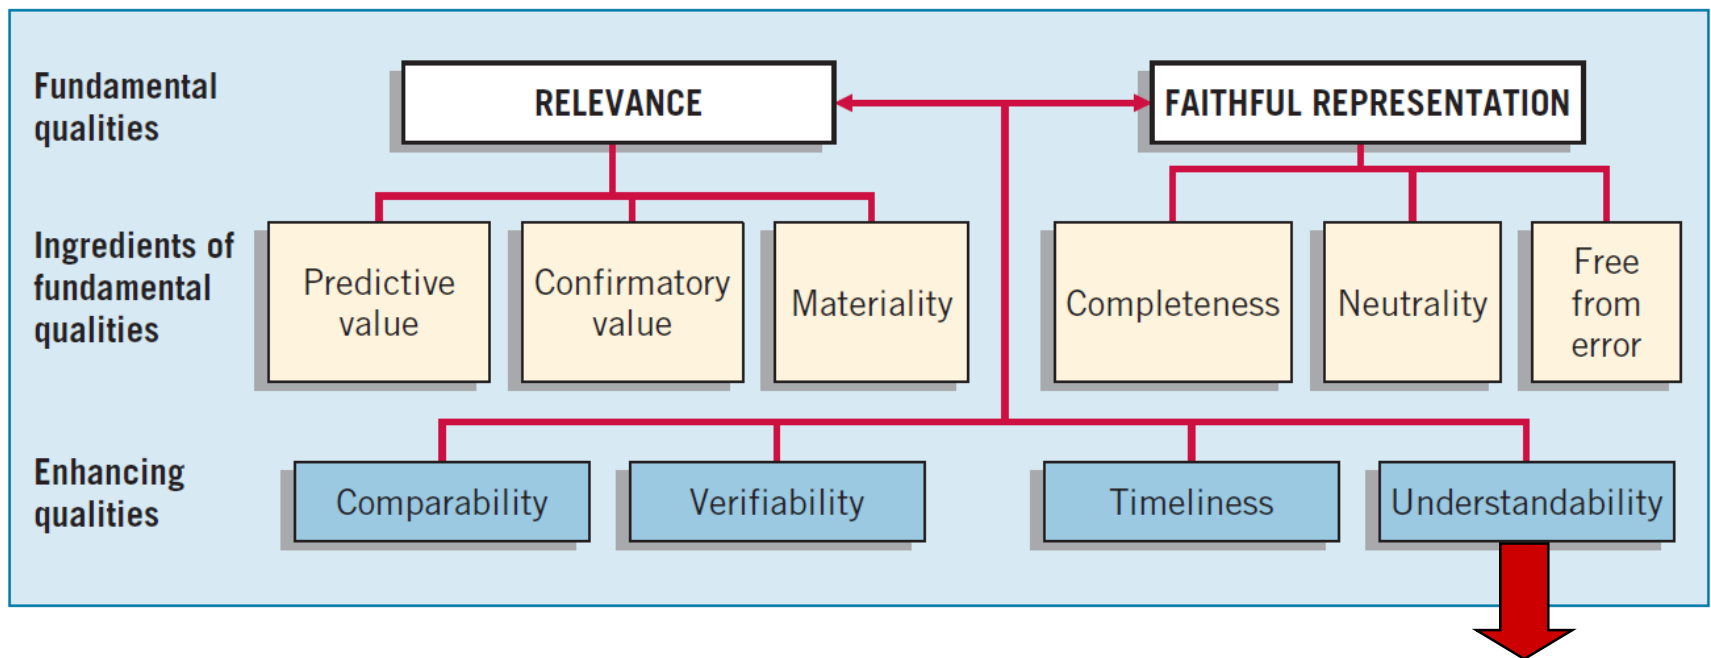 Fundamental
qualities
RELEVANCE
FAITHFUL REPRESENTATION
Ingredients of
fundamental
qualities
Predictive
value
Confirmatory
value
Materiality
Completeness
Neutrality
Free
from
error
Enhancing
qualities
Comparability
Verifiability
Timeliness
Understandability